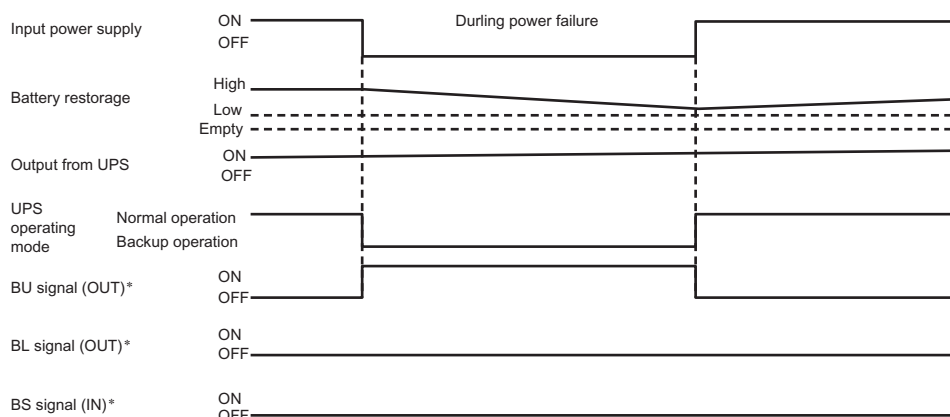 Input power supply
ON
OFF
Durling power failure
Battery restorage
High
Low
Empty
Output from UPS
ON
OFF
UPS
operating
mode
Normal operation
Backup operation
BU signal (OUT)*
ON
OFF
BL signal (OUT)*
ON
OFF
BS signal (IN)*
ON
OFF